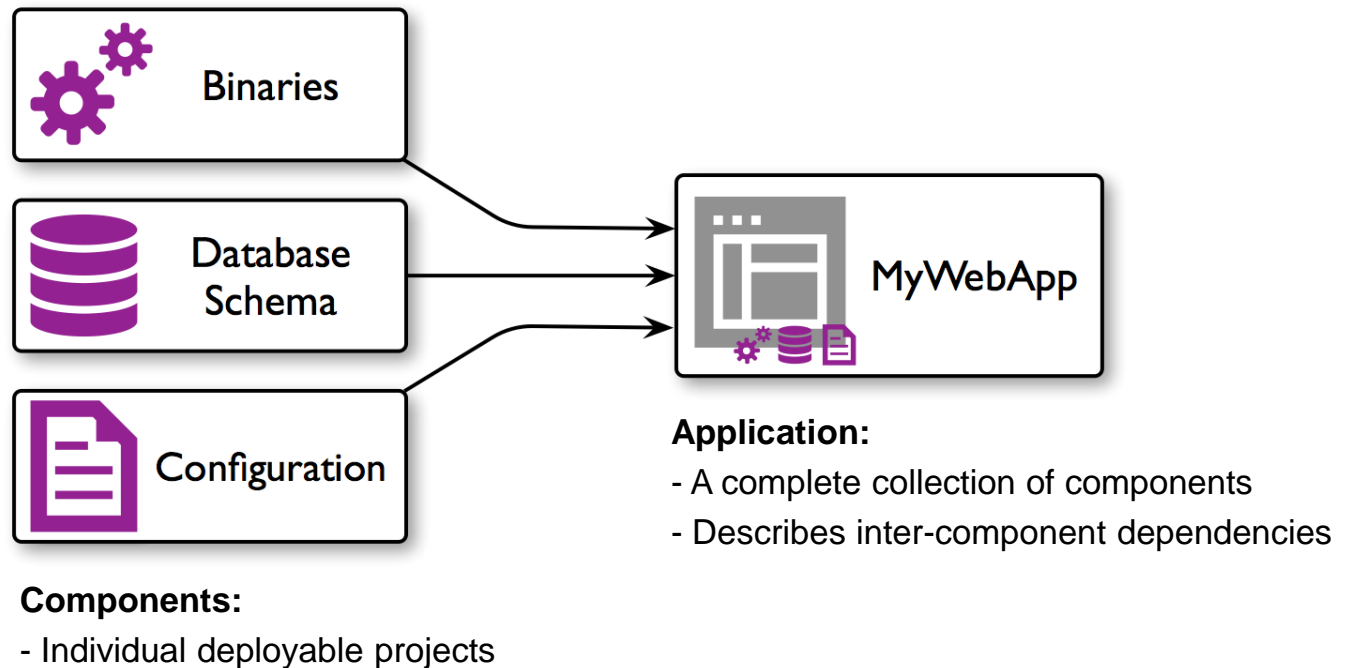 Binaries
Database
Schema
Configuration
MyWebApp
Application:
- A complete collection of components
- Describes inter-component dependencies
Components:
- Individual deployable projects